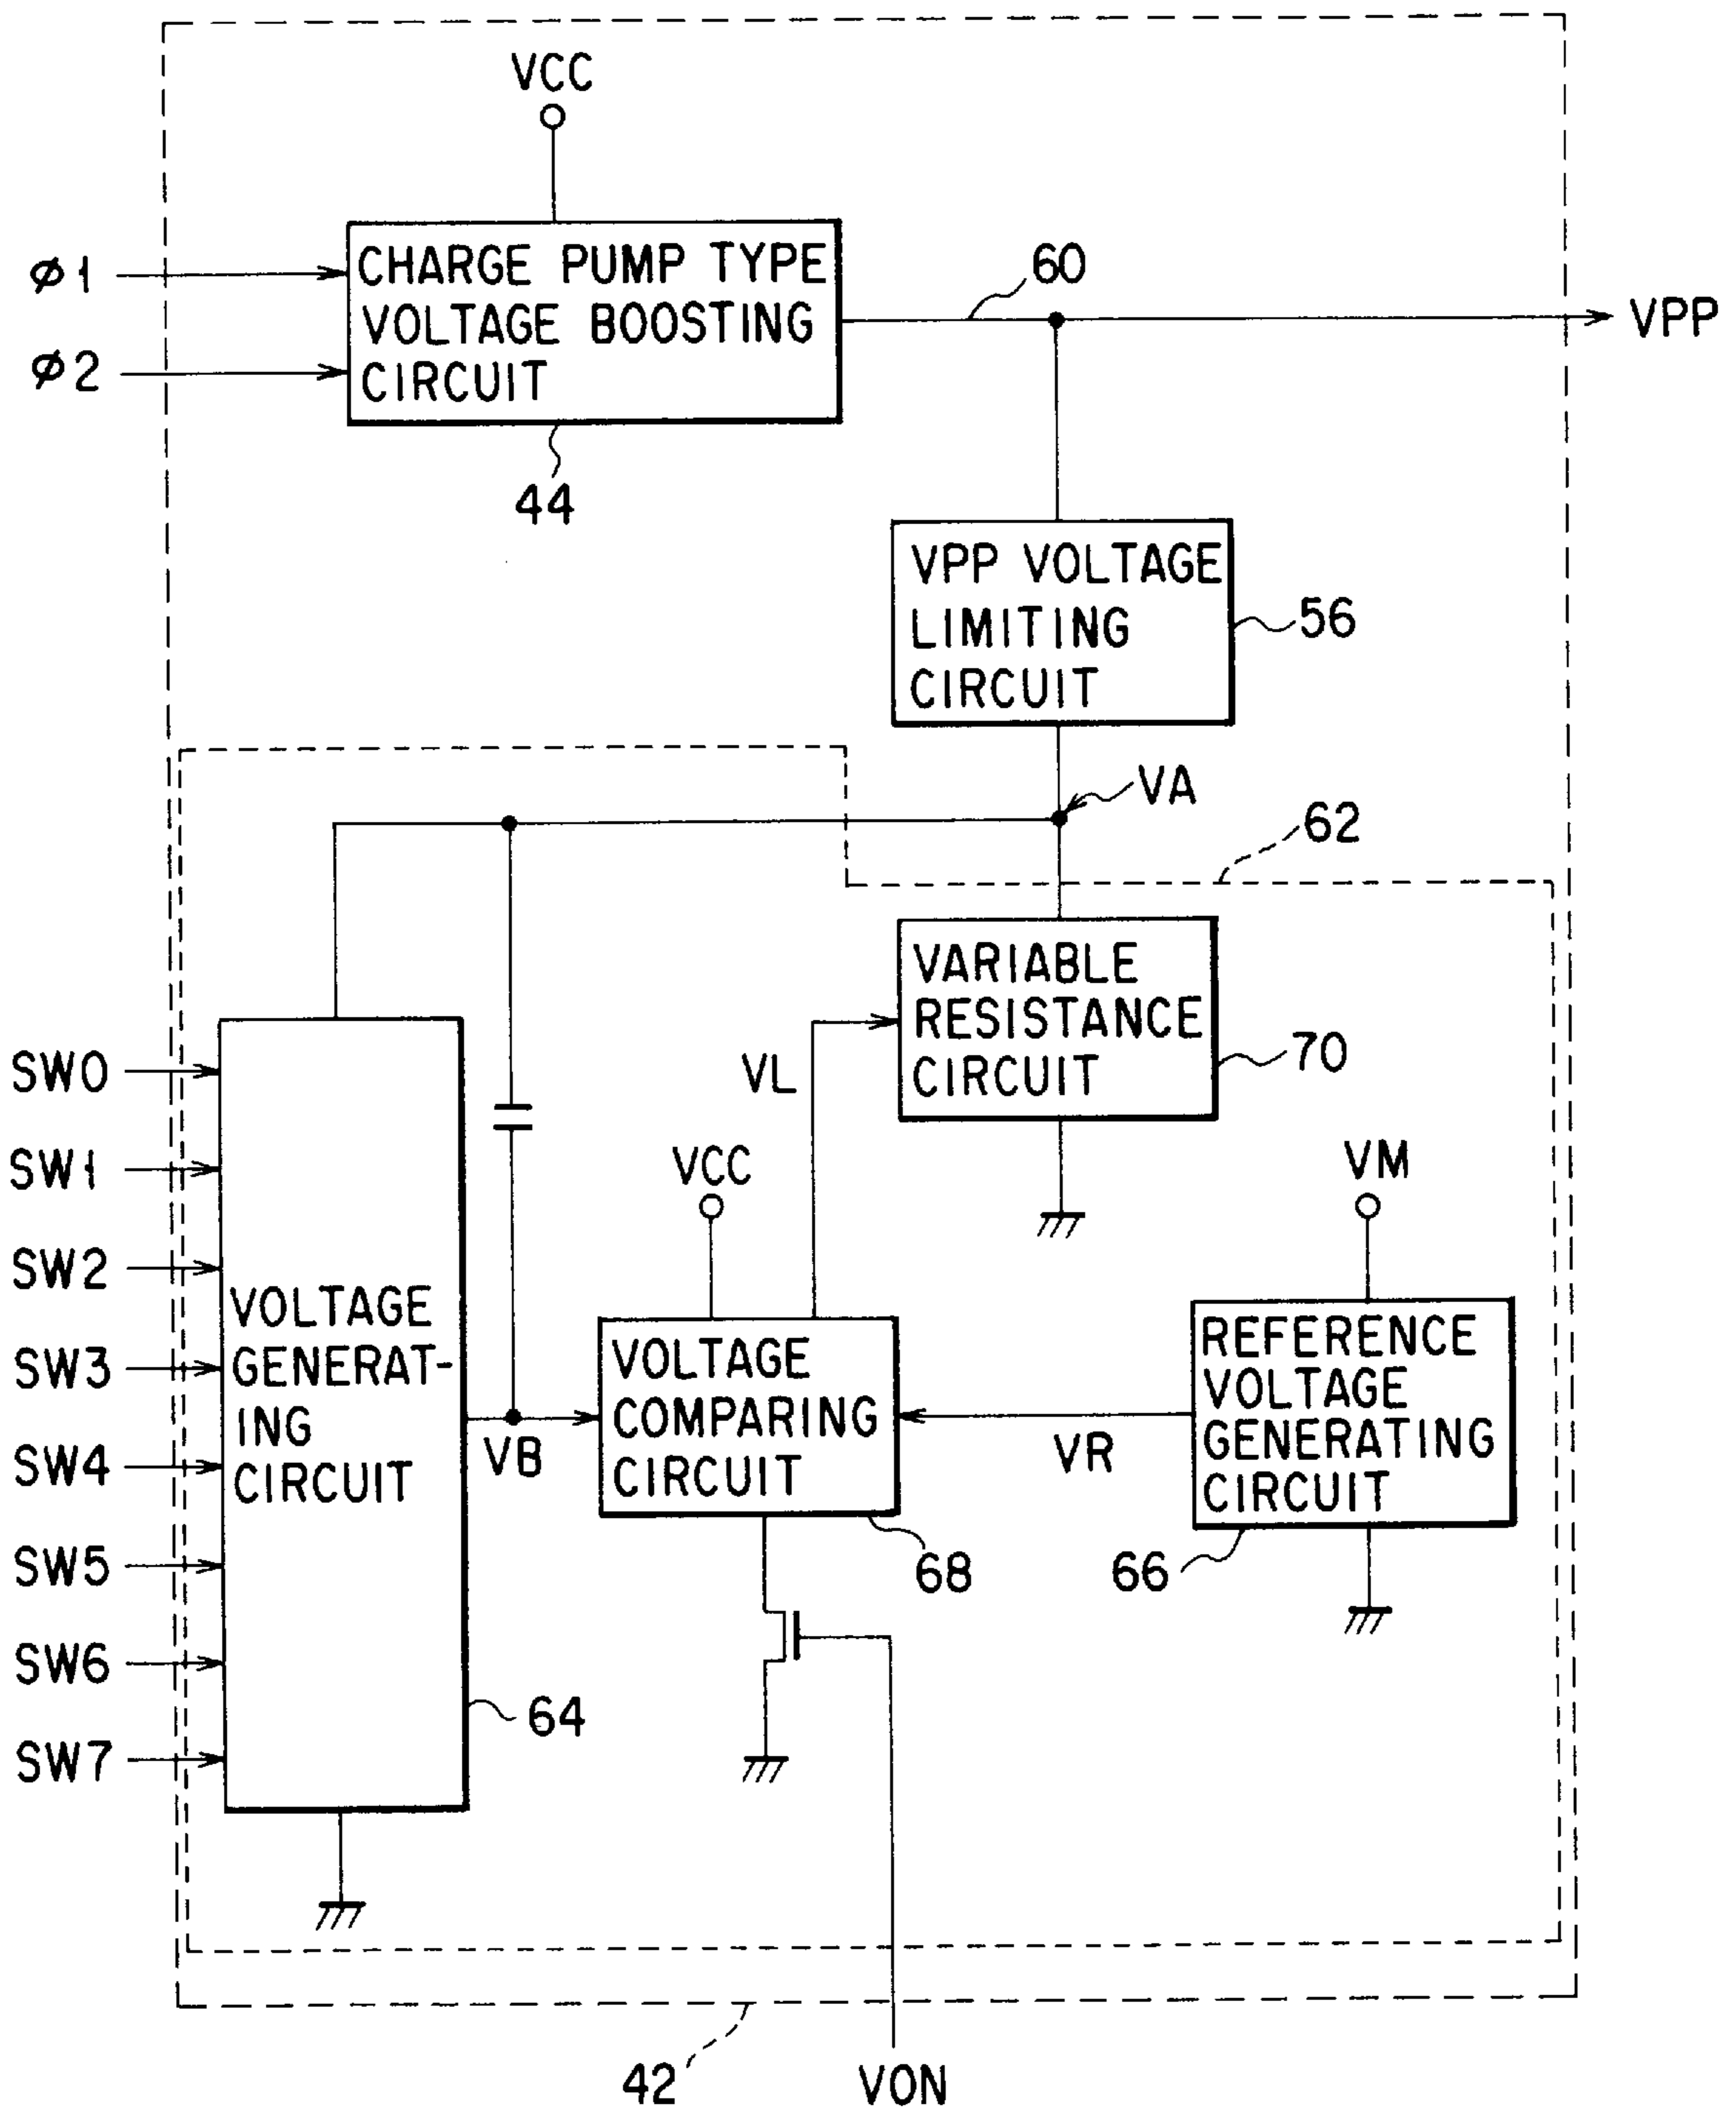 VCC
ø1
ø2
CHARGE PUMP TYPE
VOLTAGE BOOSTING
CIRCUIT
44
60
VPP
VPP VOLTAGE
LIMITING
CIRCUIT
56
VA
62
VARIABLE
RESISTANCE
CIRCUIT
70
VL
SW0
SW1
SW2
SW3
SW4
SW5
SW6
SW7
VOLTAGE
GENERAT-
ING
CIRCUIT
64
VB
VCC
VOLTAGE
COMPARING
CIRCUIT
68
VR
VM
REFERENCE
VOLTAGE
GENERATING
CIRCUIT
66
42
VON